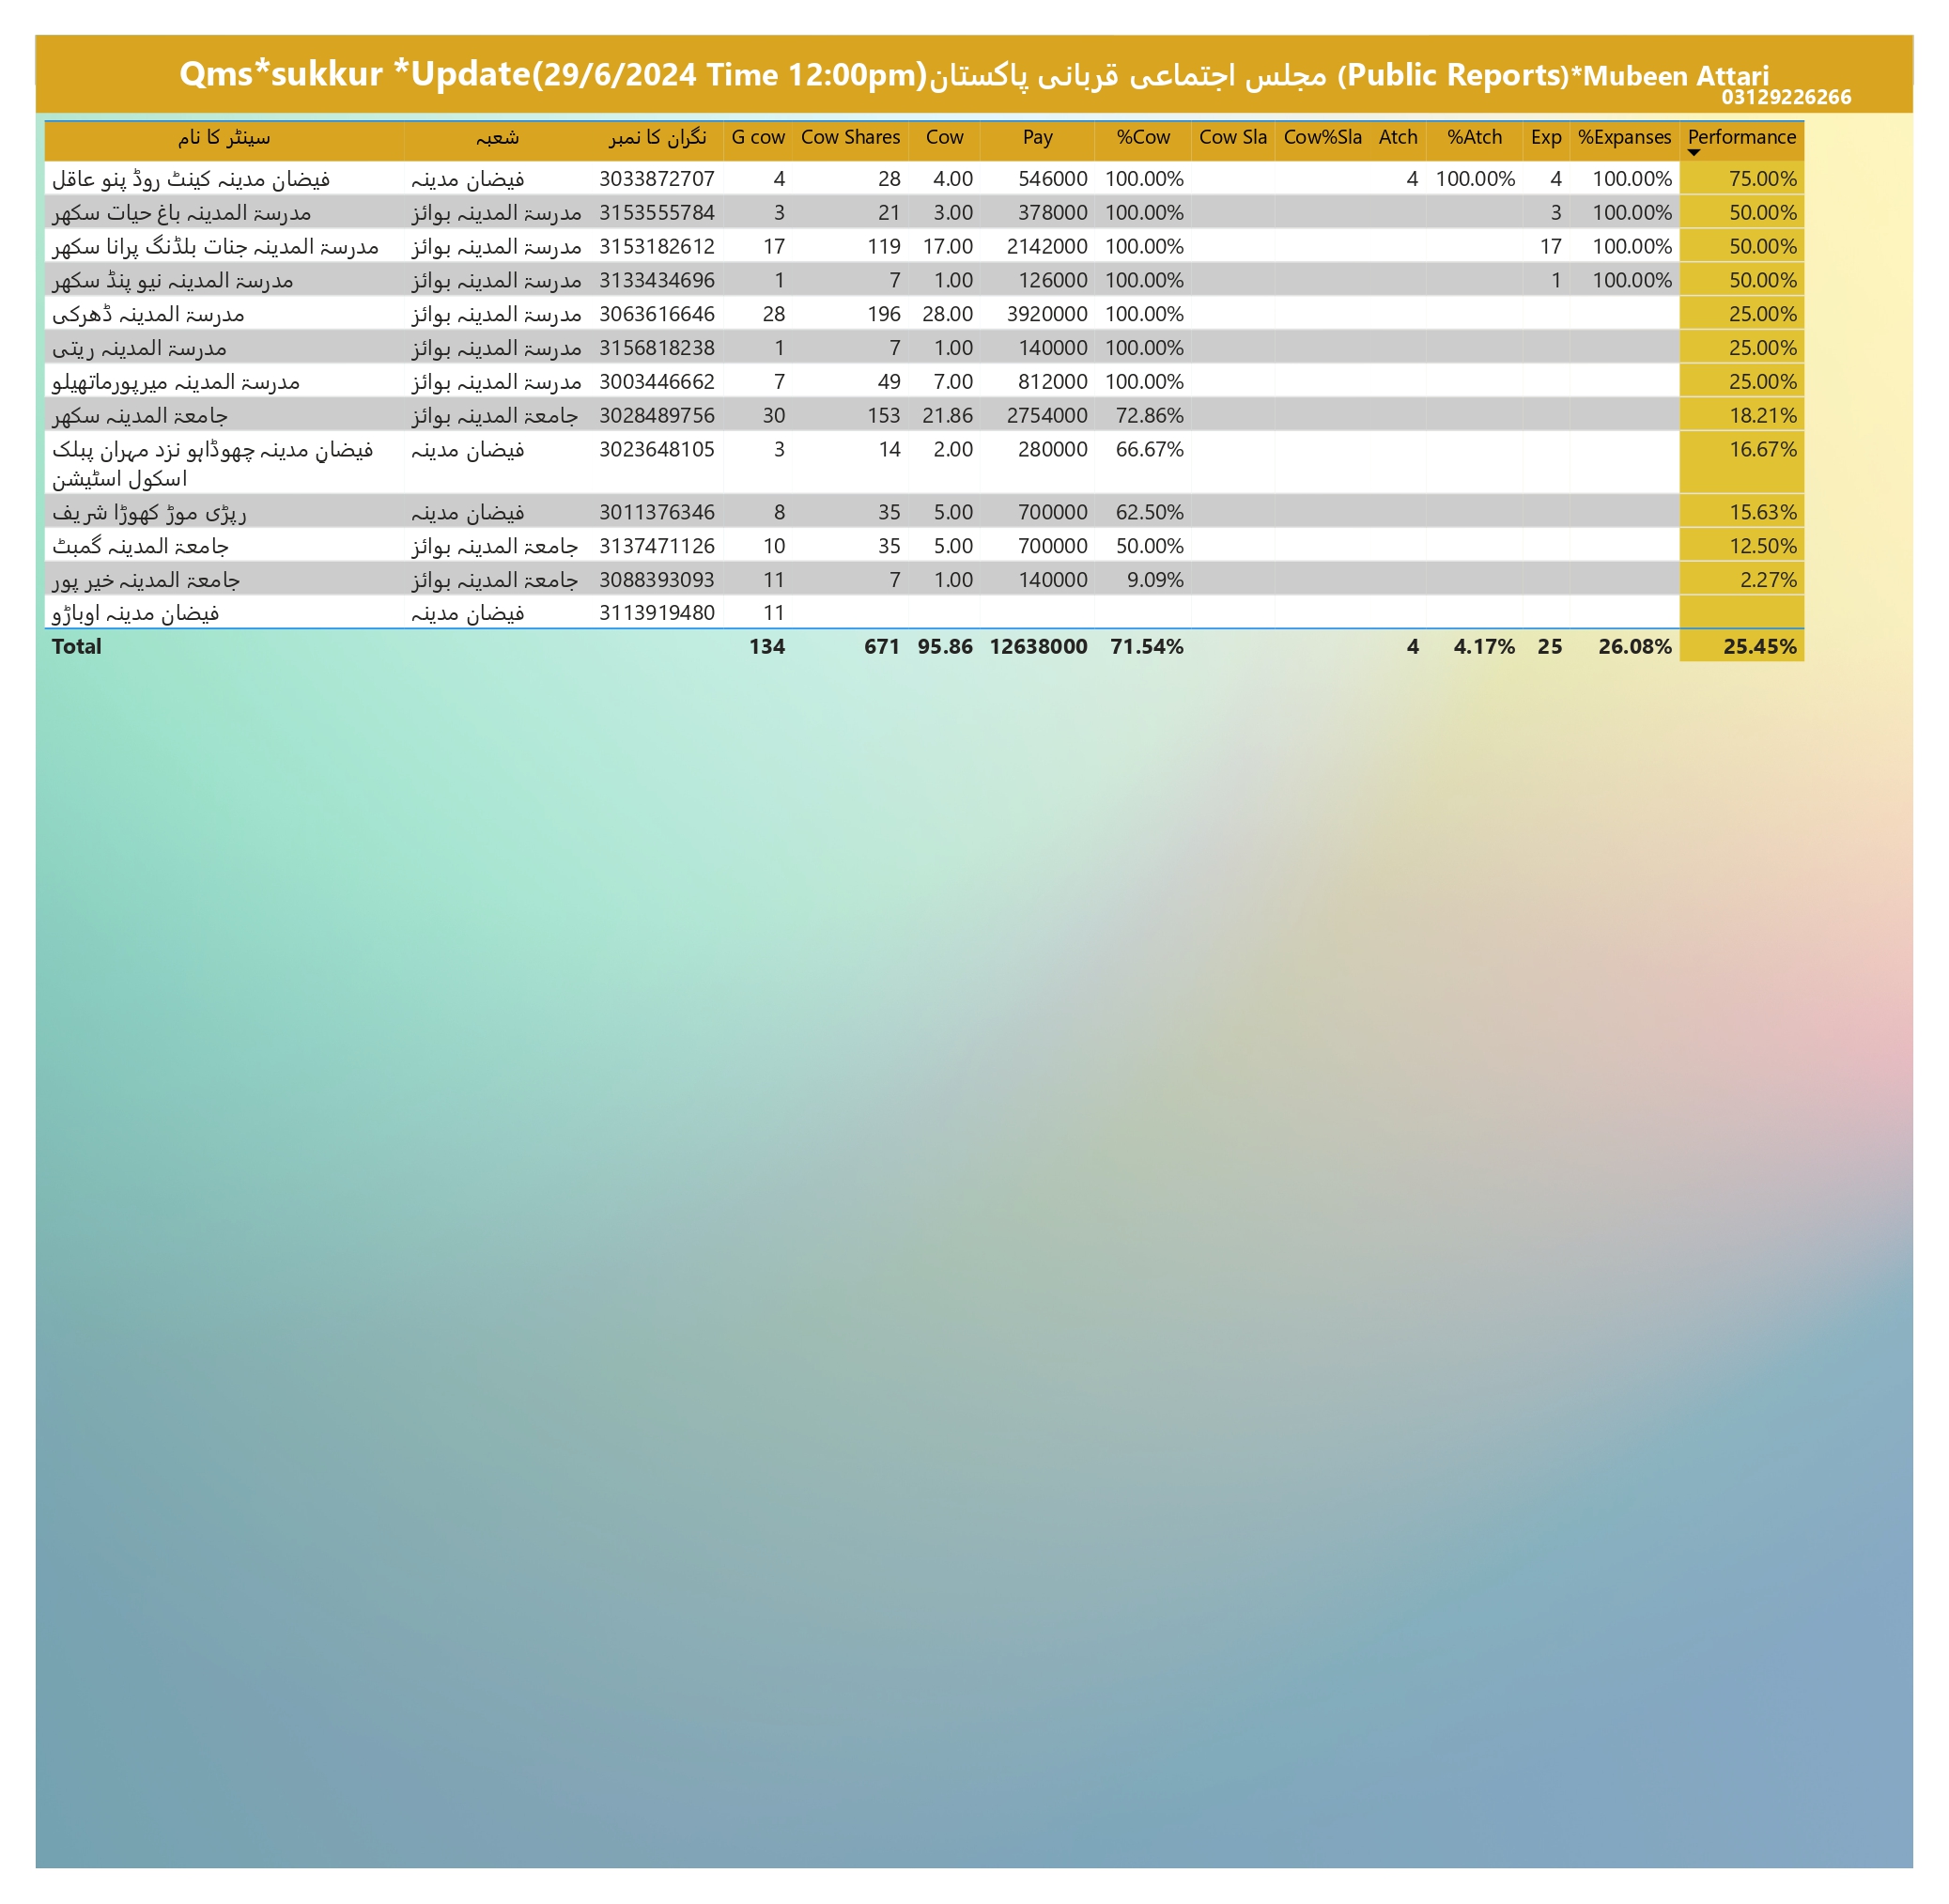 Qms*sukkur *Update(29/6/2024 Time 12:00pm)مجلس اجتماعی قربانی پاکستان (Public Reports)*Mubeen Attari
03129226266
سینٹر کا نام شعبہ نگران کا نمبر G cow Cow Shares Cow Pay %Cow Cow Sla Cow%Sla Atch %Atch Exp %Expanses Performance
فیضان مدینہ کینٹ روڈ پنو عاقل فیضان مدینہ 3033872707 4 28 4.00 546000 100.00% 4 100.00% 4 100.00% 75.00%
مدرسۃ المدینہ باغ حیات سکھر مدرسۃ المدینہ بوائز 3153555784 3 21 3.00 378000 100.00% 3 100.00% 50.00%
مدرسۃ المدینہ جنات بلڈنگ پرانا سکھر مدرسۃ المدینہ بوائز 3153182612 17 119 17.00 2142000 100.00% 17 100.00% 50.00%
مدرسۃ المدینہ نیو پنڈ سکھر مدرسۃ المدینہ بوائز 3133434696 1 7 1.00 126000 100.00% 1 100.00% 50.00%
مدرسۃ المدینہ ڈھرکی مدرسۃ المدینہ بوائز 3063616646 28 196 28.00 3920000 100.00% 25.00%
مدرسۃ المدینہ ریتی مدرسۃ المدینہ بوائز 3156818238 1 7 1.00 140000 100.00% 25.00%
مدرسۃ المدینہ میرپورماتھیلو مدرسۃ المدینہ بوائز 3003446662 7 49 7.00 812000 100.00% 25.00%
جامعۃ المدینہ سکھر جامعۃ المدینہ بوائز 3028489756 30 153 21.86 2754000 72.86% 18.21%
فیضانِ مدینہ چھوڈاہو نزد مہران پبلک فیضان مدینہ 3023648105 3 14 2.00 280000 66.67% 16.67%
اسکول اسٹیشن
رپڑی موڑ کھوڑا شریف فیضان مدینہ 3011376346 8 35 5.00 700000 62.50% 15.63%
جامعۃ المدینہ گمبٹ جامعۃ المدینہ بوائز 3137471126 10 35 5.00 700000 50.00% 12.50%
جامعۃ المدینہ خیر پور جامعۃ المدینہ بوائز 3088393093 11 7 1.00 140000 9.09% 2.27%
فیضان مدینہ اوباڑو فیضان مدینہ 3113919480 11
Total 134 671 95.86 12638000 71.54% 4 4.17% 25 26.08% 25.45%